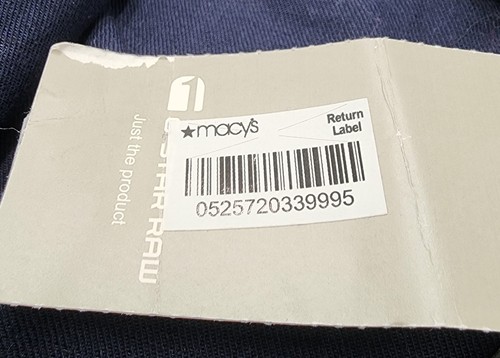 ★macy's
Return
Label
0525720339995
STAR RAW
Just the product